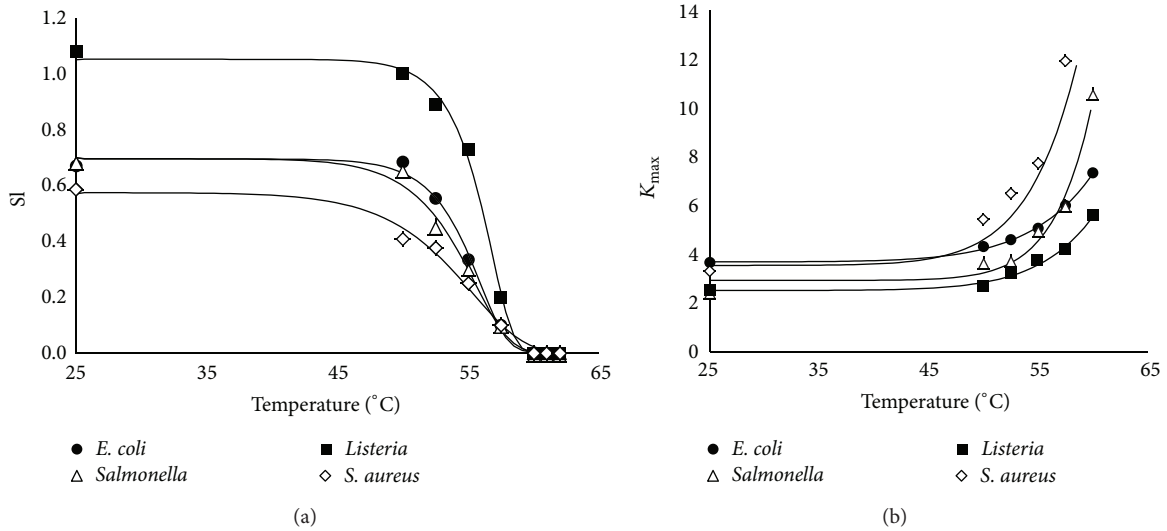 1.2
1.0
0.8
0.6
0.4
0.2
0.0
Sl
25 35 45 55 65
Temperature (°C)
E. coli Listeria
Salmonella S. aureus
(a)
14
12
10
8
6
4
2
0
Kmax
25 35 45 55 65
Temperature (°C)
E. coli Listeria
Salmonella S. aureus
(b)